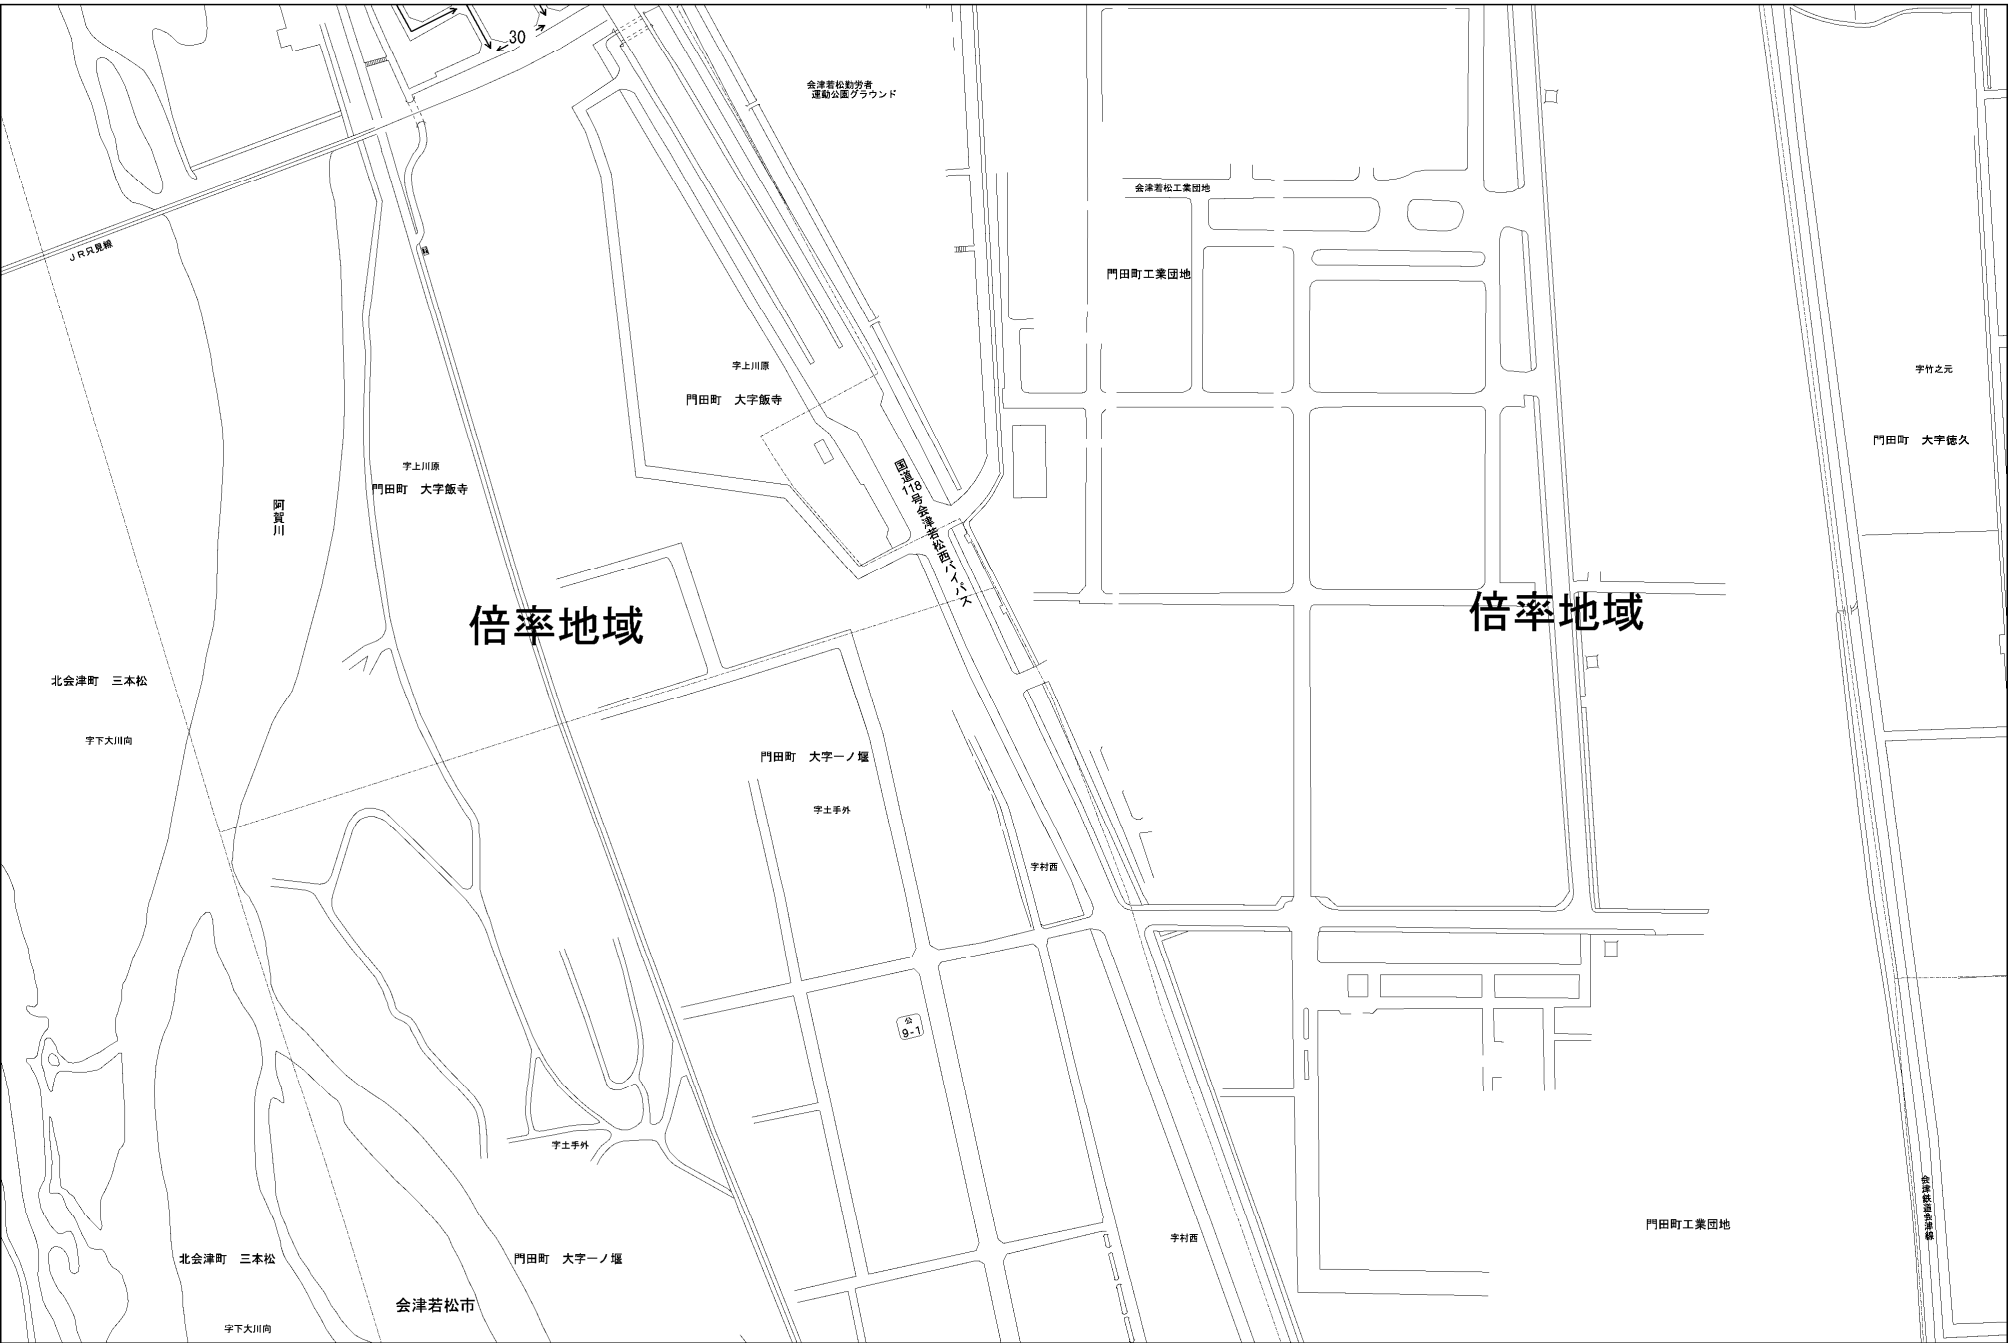 30
会津若松勤労者
運動公園グラウンド
会津若松工業団地
JR只見線
門田町工業団地
字上川原
門田町 大字飯寺
字竹之元
門田町 大字徳久
字上川原
門田町 大字飯寺
阿賀川
国道118号会津若松西バイパス
倍率地域
倍率地域
北会津町 三本松
字下大川向
門田町 大字一ノ堰
字土手外
字村西
公
9-1
字土手外
会津鉄道会津線
門田町工業団地
字村西
北会津町 三本松
門田町 大字一ノ堰
会津若松市
字下大川向